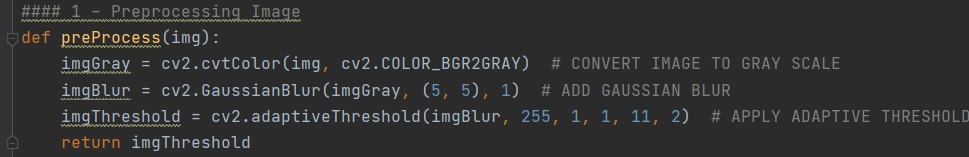 #### 1 - Preprocessing Image
def preProcess(img):
    imgGray = cv2.cvtColor(img, cv2.COLOR_BGR2GRAY)  # CONVERT IMAGE TO GRAY SCALE
    imgBlur = cv2.GaussianBlur(imgGray, (5, 5), 1)  # ADD GAUSSIAN BLUR
    imgThreshold = cv2.adaptiveThreshold(imgBlur, 255, 1, 1, 11, 2)  # APPLY ADAPTIVE THRESHOLD
    return imgThreshold